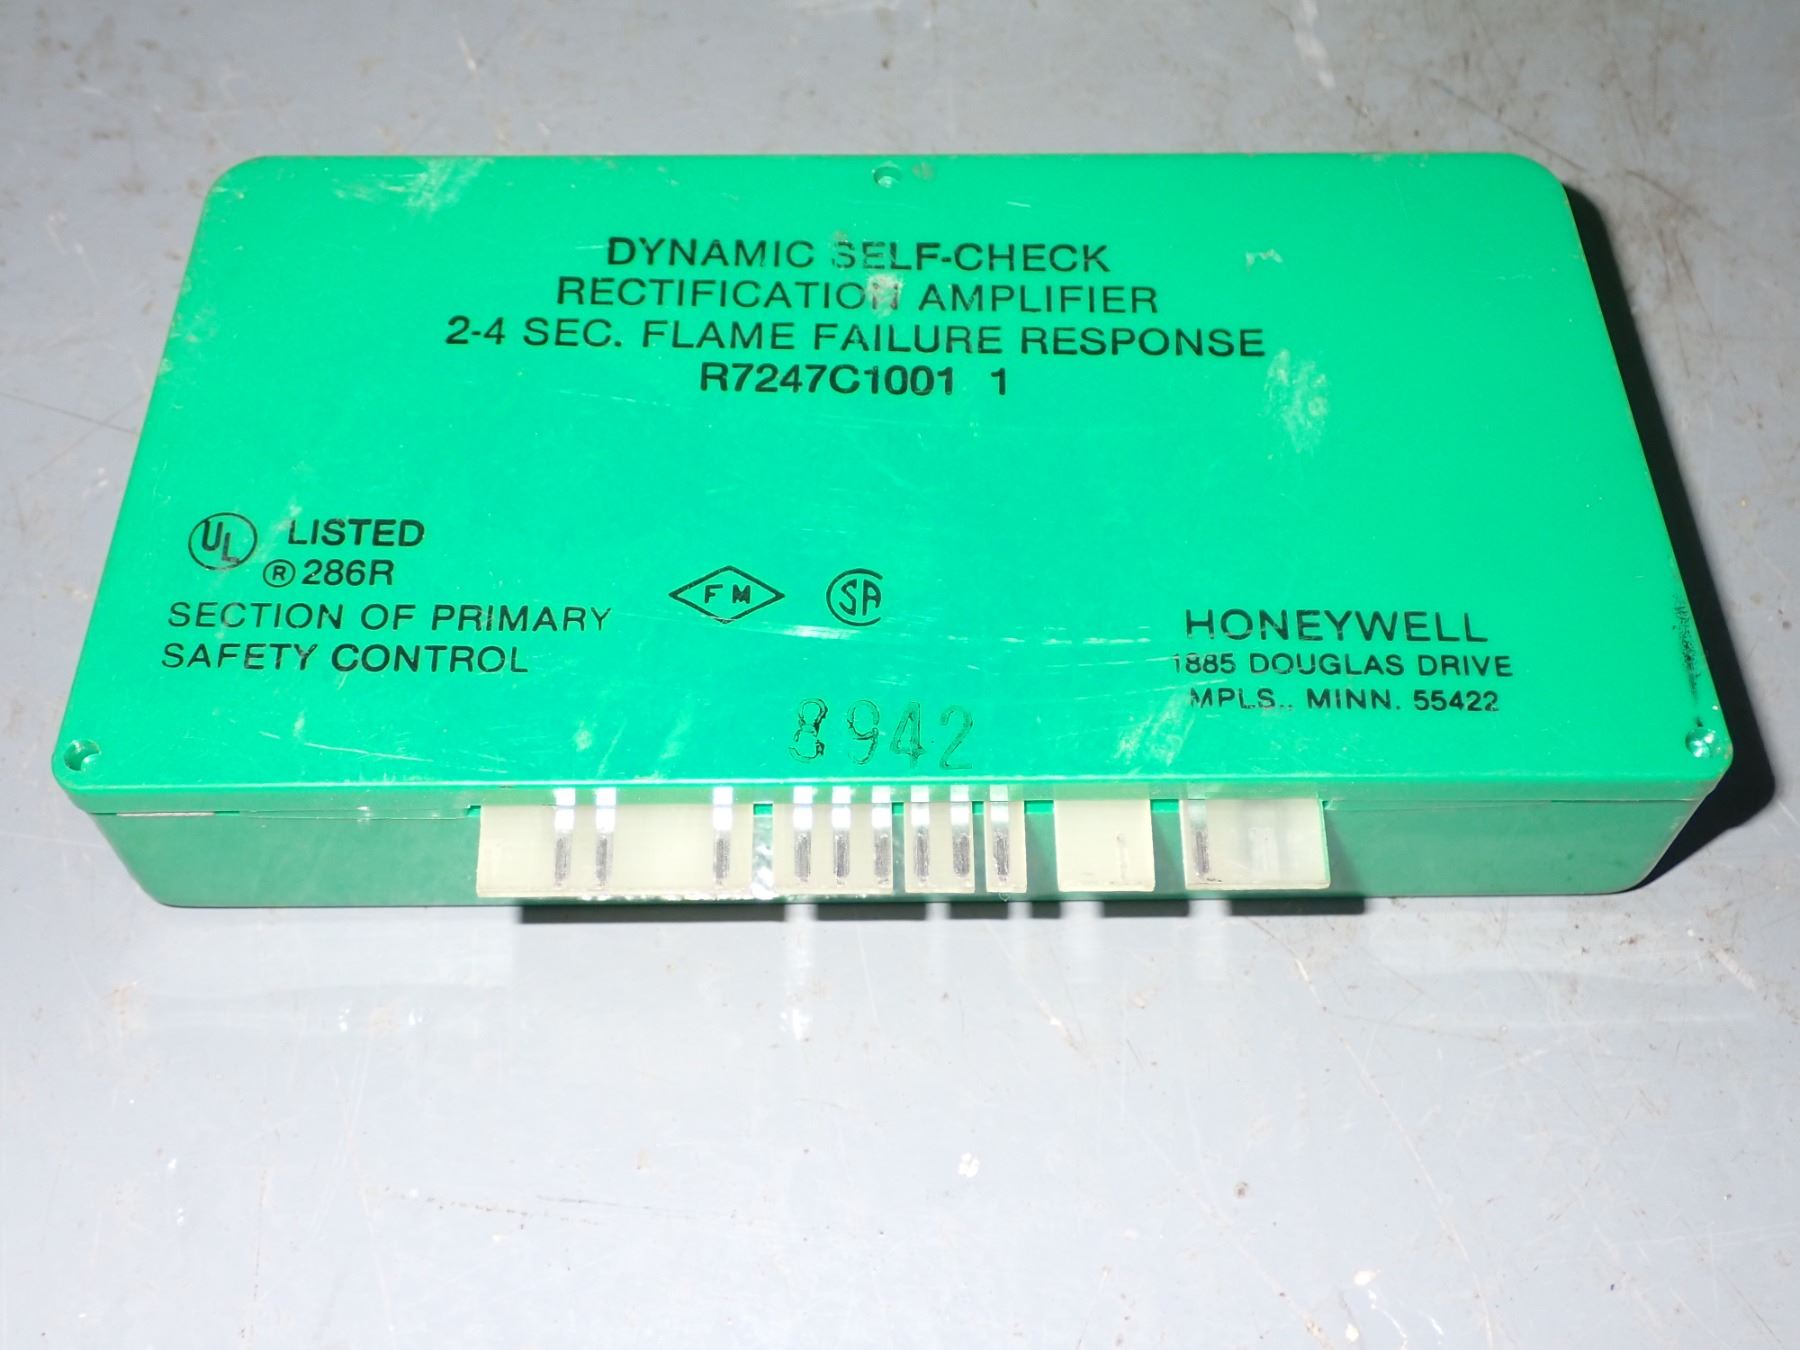 DYNAMIC SELF-CHECK
RECTIFICATION AMPLIFIER
2-4 SEC. FLAME FAILURE RESPONSE
R7247C1001 1
UL LISTED
® 286R
SECTION OF PRIMARY
SAFETY CONTROL
FM
SA
HONEYWELL
1885 DOUGLAS DRIVE
MPLS., MINN. 55422
8942